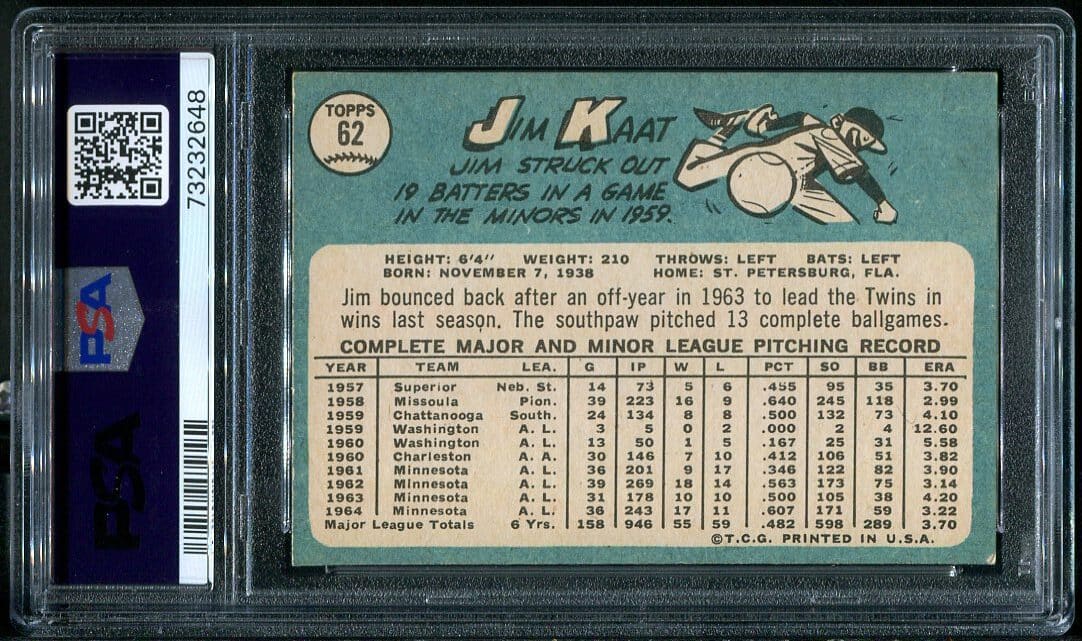 73232648
PSA
PSA
TOPPS
62
JIM KAAT
JIM STRUCK OUT
19 BATTERS IN A GAME
IN THE MINORS IN 1959.
HEIGHT: 6'4" WEIGHT: 210 THROWS: LEFT BATS: LEFT
BORN: NOVEMBER 7, 1938 HOME: ST. PETERSBURG, FLA.
Jim bounced back after an off-year in 1963 to lead the Twins in
wins last season. The southpaw pitched 13 complete ballgames.
COMPLETE MAJOR AND MINOR LEAGUE PITCHING RECORD
YEAR TEAM LEA. G IP W L PCT SO BB ERA
1957 Superior Neb. St. 14 73 5 6 .455 95 35 3.70
1958 Missoula Pion. 39 223 16 9 .640 245 118 2.99
1959 Chattanooga South. 24 134 8 8 .500 132 73 4.10
1959 Washington A. L. 3 5 0 2 .000 2 4 12.60
1960 Washington A. L. 13 50 1 5 .167 25 31 5.58
1960 Charleston A. A. 30 146 7 10 .412 106 51 3.82
1961 Minnesota A. L. 36 201 9 17 .346 122 82 3.90
1962 Minnesota A. L. 39 269 18 14 .563 173 75 3.14
1963 Minnesota A. L. 31 178 10 10 .500 105 38 4.20
1964 Minnesota A. L. 36 243 17 11 .607 171 59 3.22
Major League Totals 6 Yrs. 158 946 55 59 .482 598 289 3.70
©T.C.G. PRINTED IN U.S.A.